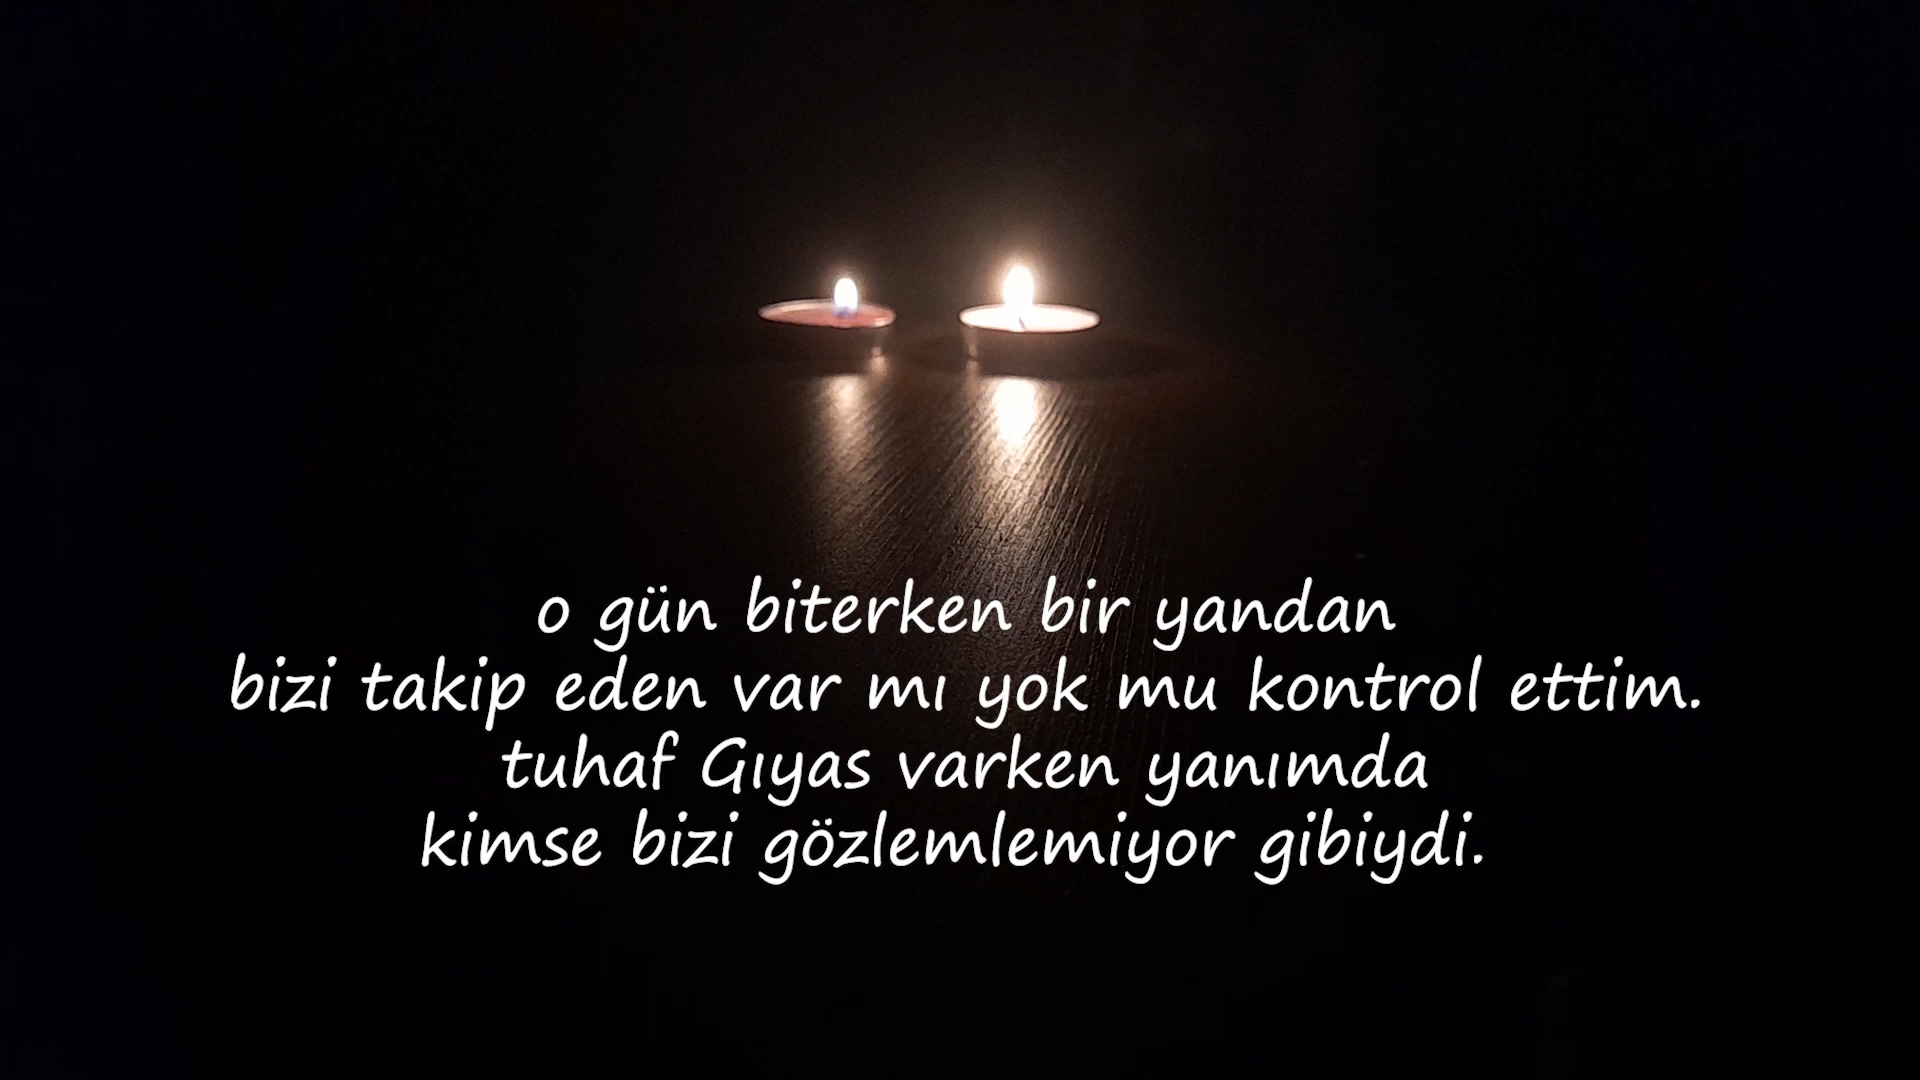 o gün biterken bir yandan
bizi takip eden var mı yok mu kontrol ettim.
tuhaf Gıyas varken yanımda
kimse bizi gözlemlemiyor gibiydi.